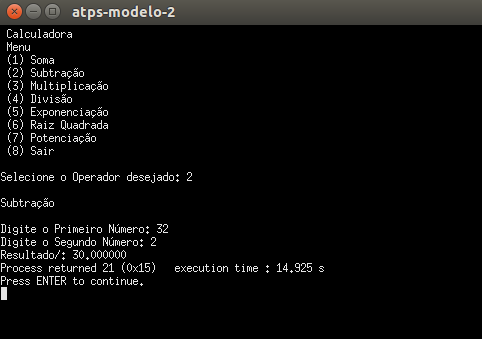 atps-modelo-2
Calculadora
Menu
(1) Soma
(2) Subtração
(3) Multiplicação
(4) Divisão
(5) Exponenciação
(6) Raiz Quadrada
(7) Potenciação
(8) Sair
Selecione o Operador desejado: 2
Subtração
Digite o Primeiro Número: 32
Digite o Segundo Número: 2
Resultado/: 30.000000
Process returned 21 (0x15)   execution time : 14.925 s
Press ENTER to continue.